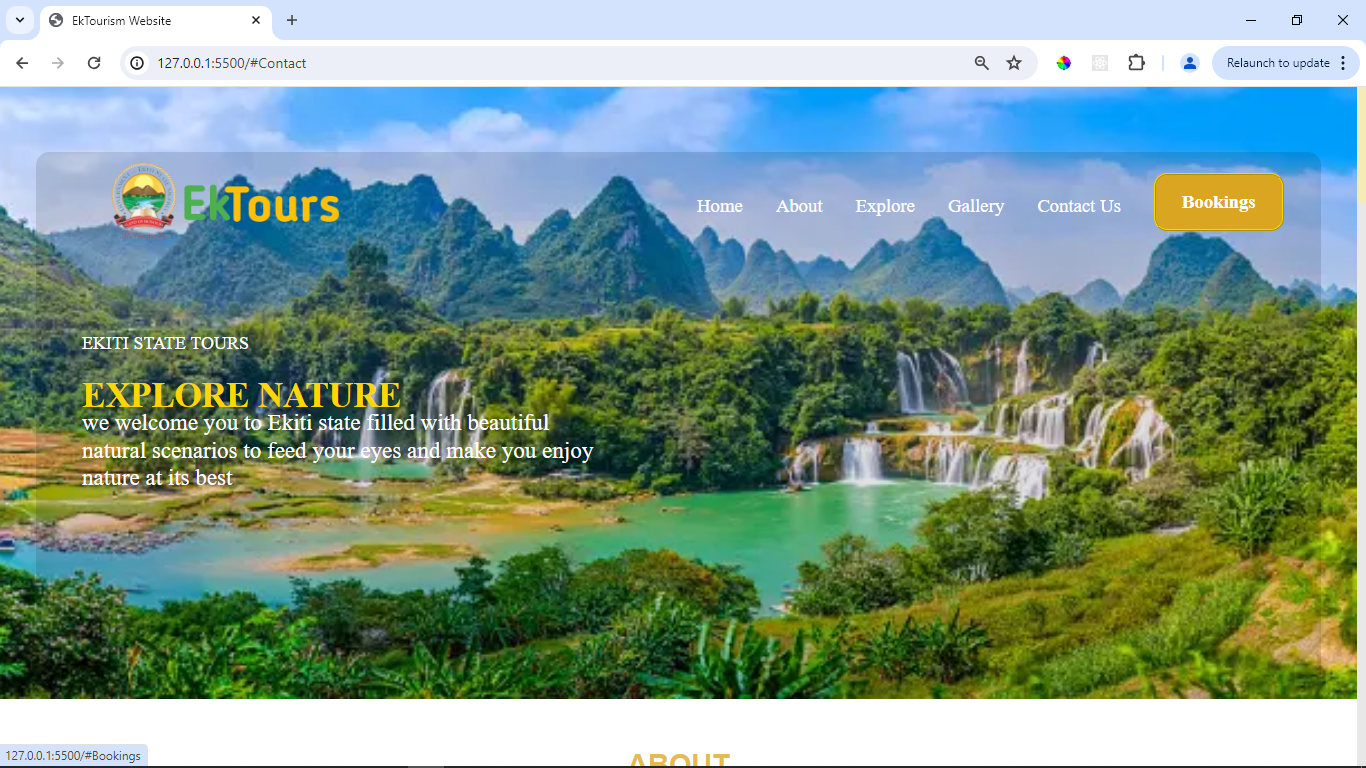 EkTourism Website
127.0.0.1:5500/#Contact
Relaunch to update
EkTours
Home
About
Explore
Gallery
Contact Us
Bookings
EKITI STATE TOURS
EXPLORE NATURE
we welcome you to Ekiti state filled with beautiful
natural scenarios to feed your eyes and make you enjoy
nature at its best
ABOUT
127.0.0.1:5500/#Bookings